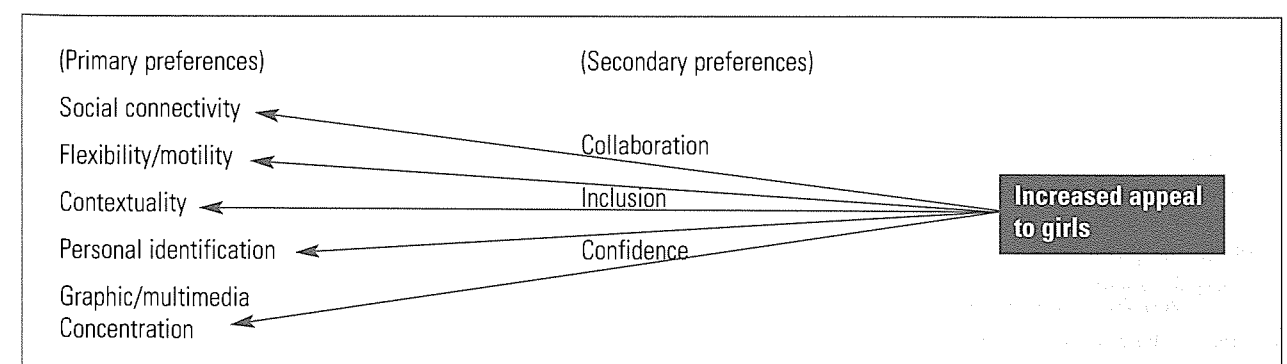 (Primary preferences)
(Secondary preferences)
Social connectivity
Collaboration
Flexibility/motility
Inclusion
Contextuality
Increased appeal
to girls
Personal identification
Confidence
Graphic/multimedia
Concentration